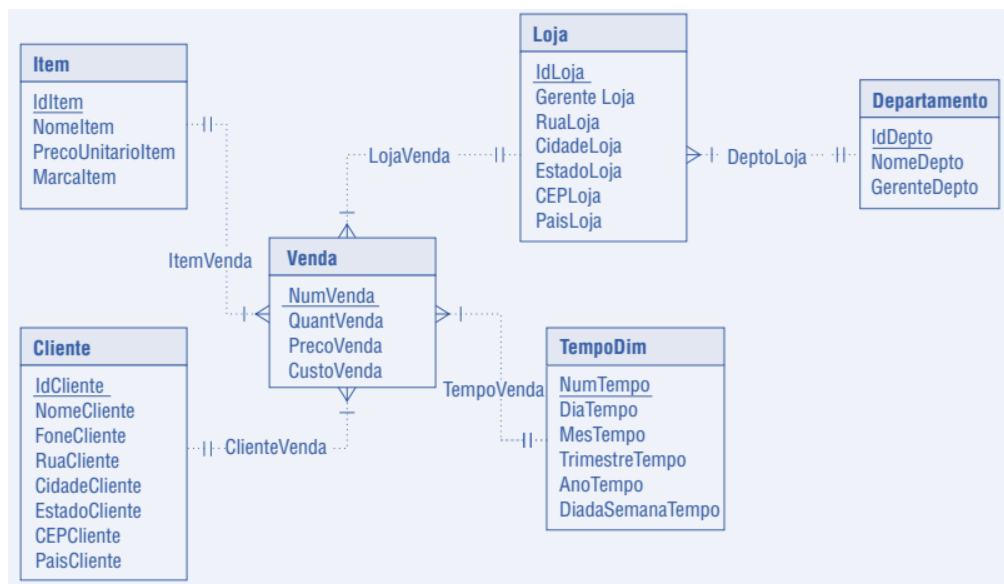 Item
IdItem
NomeItem
PrecoUnitarioItem
MarcaItem
Loja
IdLoja
Gerente Loja
RuaLoja
CidadeLoja
EstadoLoja
CEPLoja
PaisLoja
Departamento
IdDepto
NomeDepto
GerenteDepto
LojaVenda
DeptoLoja
ItemVenda
Venda
NumVenda
QuantVenda
PrecoVenda
CustoVenda
Cliente
IdCliente
NomeCliente
FoneCliente
RuaCliente
CidadeCliente
EstadoCliente
CEPCliente
PaisCliente
ClienteVenda
TempoVenda
TempoDim
NumTempo
DiaTempo
MesTempo
TrimestreTempo
AnoTempo
DiadaSemanaTempo